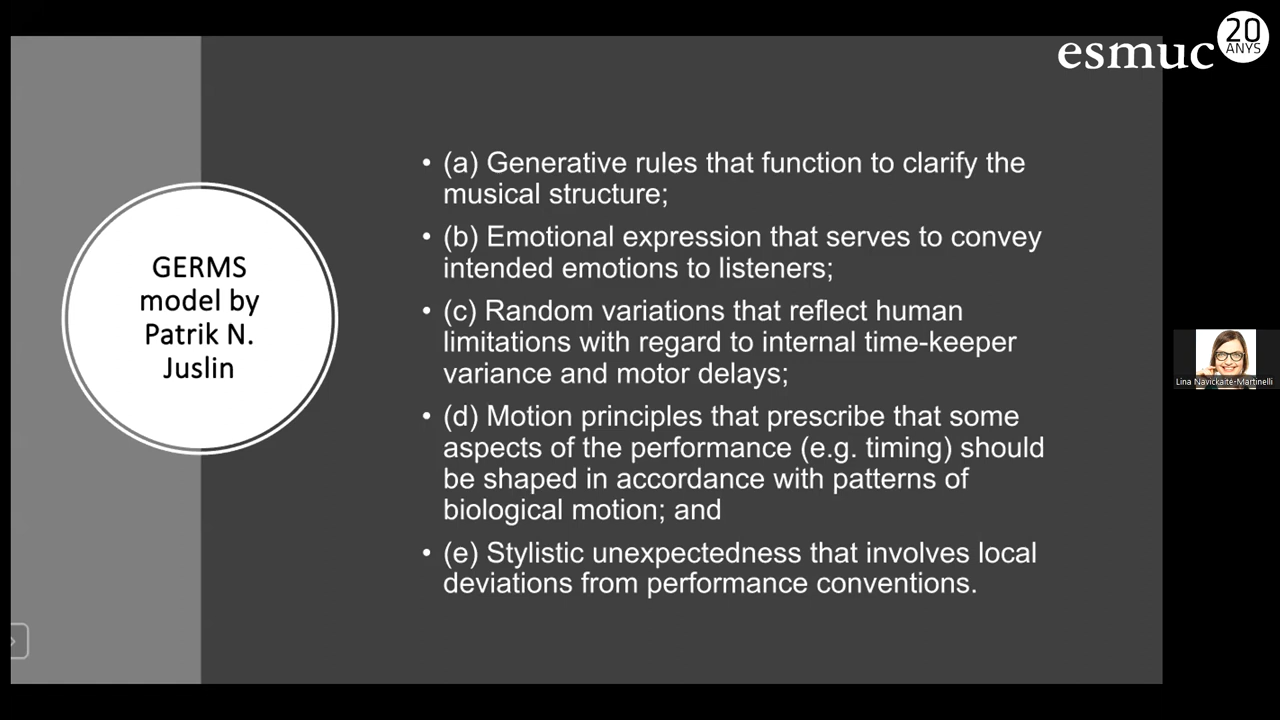 20
ANYS
esmuc
GERMS
model by
Patrik N.
Juslin
• (a) Generative rules that function to clarify the
musical structure;
• (b) Emotional expression that serves to convey
intended emotions to listeners;
• (c) Random variations that reflect human
limitations with regard to internal time-keeper
variance and motor delays;
• (d) Motion principles that prescribe that some
aspects of the performance (e.g. timing) should
be shaped in accordance with patterns of
biological motion; and
• (e) Stylistic unexpectedness that involves local
deviations from performance conventions.
Lina Navickaitė-Martinelli